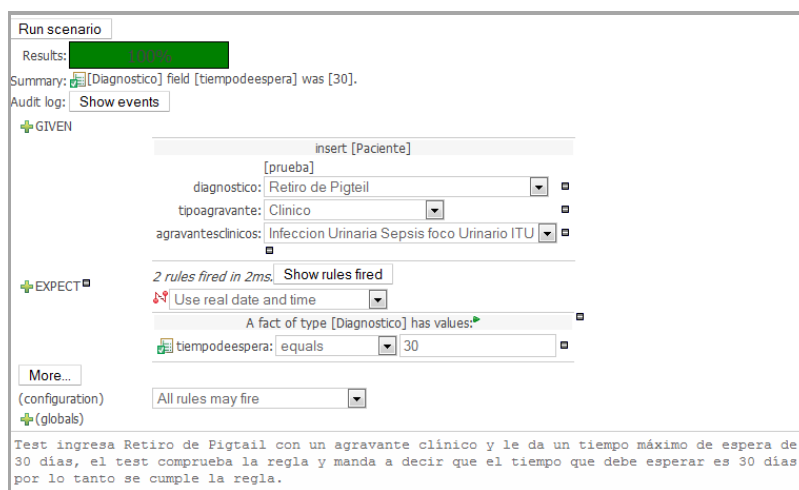 Run scenario
Results: 100%
Summary: [Diagnostico] field [tiempodeespera] was [30].
Audit log: Show events
GIVEN
insert [Paciente]
[prueba]
diagnostico: Retiro de Pigteil
tipoagravante: Clinico
agravantesclinicos: Infeccion Urinaria Sepsis foco Urinario ITU
EXPECT
2 rules fired in 2ms. Show rules fired
Use real date and time
A fact of type [Diagnostico] has values:
tiempodeespera: equals 30
More...
(configuration) All rules may fire
(globals)
Test ingresa Retiro de Pigtail con un agravante clínico y le da un tiempo máximo de espera de
30 días, el test comprueba la regla y manda a decir que el tiempo que debe esperar es 30 días
por lo tanto se cumple la regla.